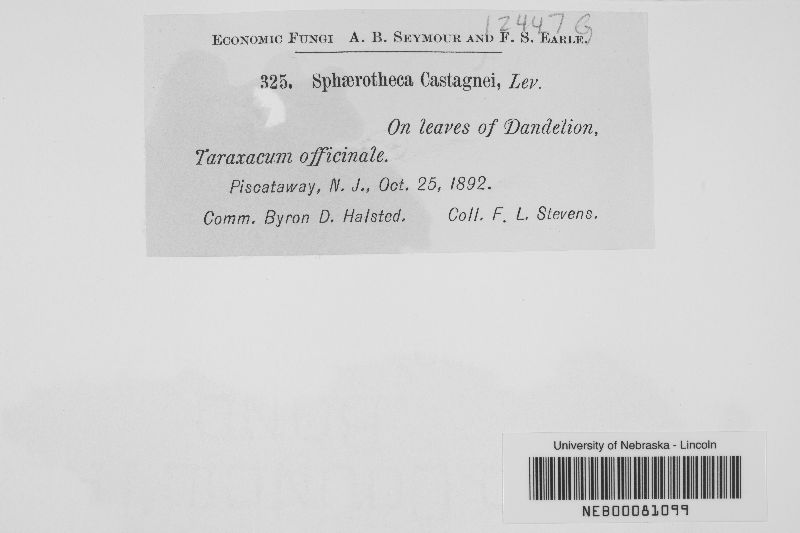 12447 G
Economic Fungi A. B. Seymour and F. S. Earle.
325. Sphærotheca Castagnei, Lev.
On leaves of Dandelion,
Taraxacum officinale.
Piscataway, N. J., Oct. 25, 1892.
Comm. Byron D. Halsted. Coll. F. L. Stevens.
University of Nebraska - Lincoln
NEB00081099